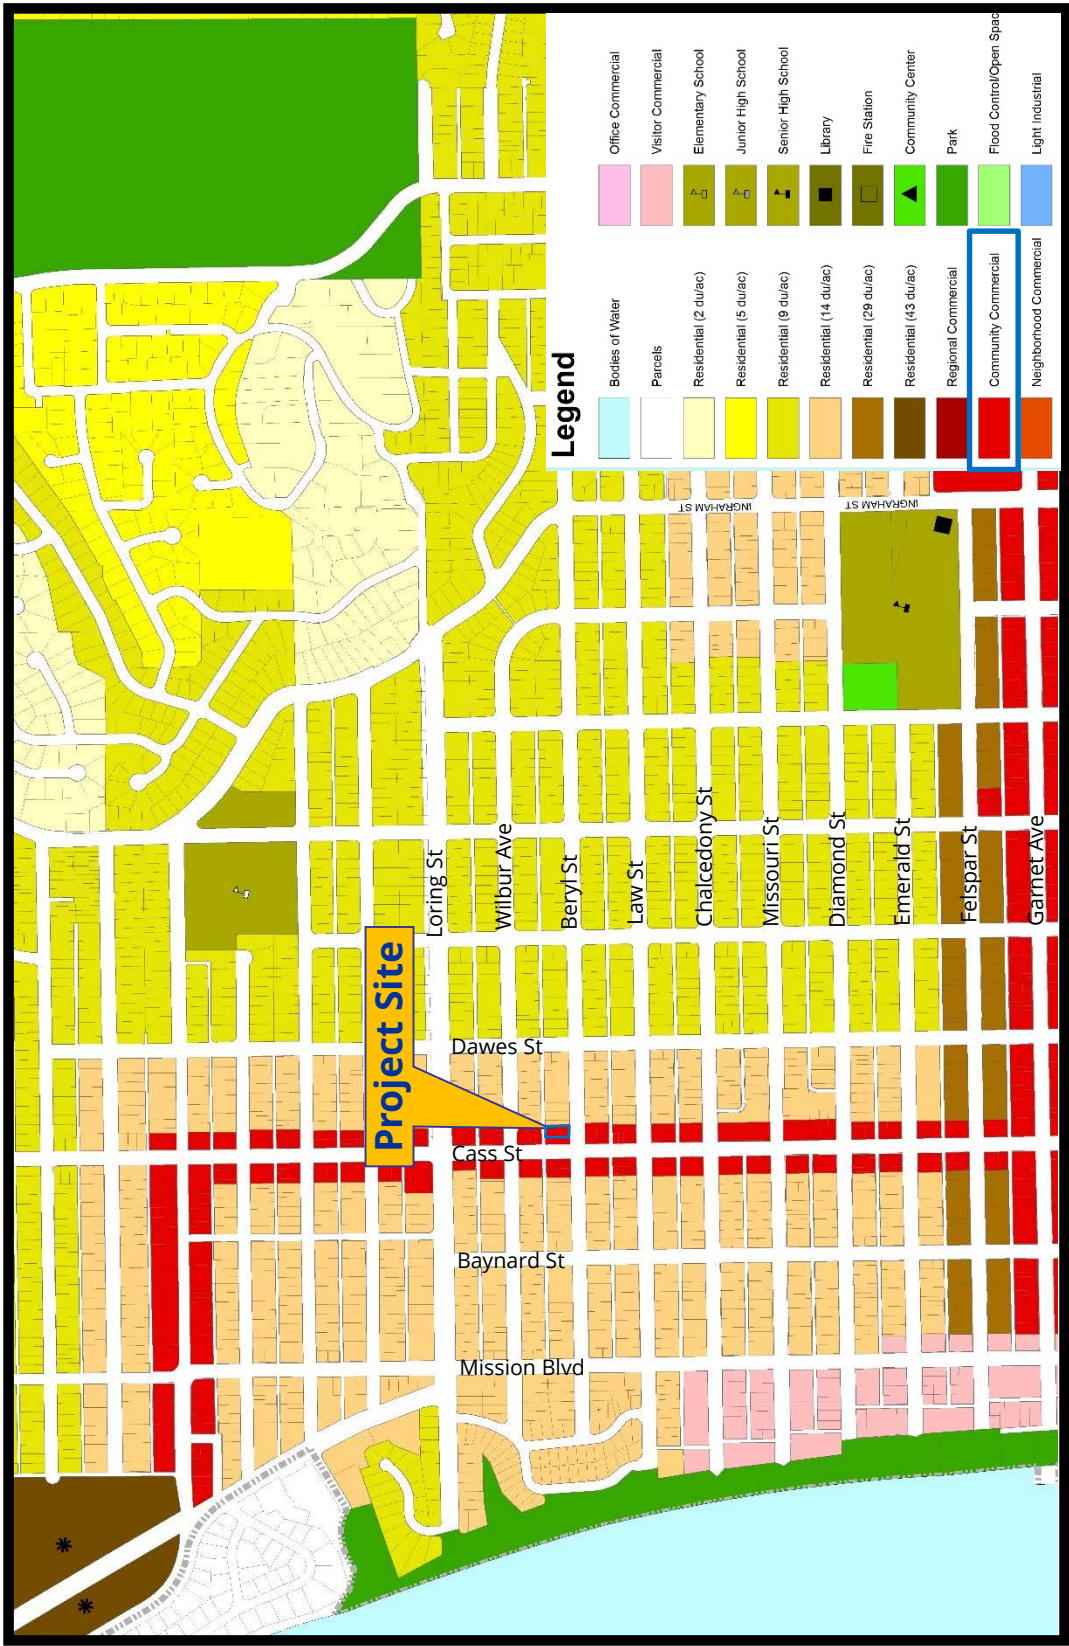 Legend
Bodies of Water
Parcels
Residential (2 du/ac)
Residential (5 du/ac)
Residential (9 du/ac)
Residential (14 du/ac)
Residential (29 du/ac)
Residential (43 du/ac)
Regional Commercial
Community Commercial
Neighborhood Commercial
Office Commercial
Visitor Commercial
Elementary School
Junior High School
Senior High School
Library
Fire Station
Community Center
Park
Flood Control/Open Spac
Light Industrial
INGRAHAM ST
INGRAHAM ST
Loring St
Wilbur Ave
Beryl St
Law St
Chalcedony St
Missouri St
Diamond St
Emerald St
Felspar St
Garnet Ave
Project Site
Dawes St
Cass St
Baynard St
Mission Blvd